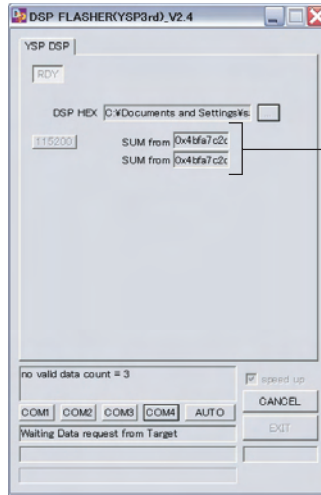 DSP FLASHER(YSP3rd)_V2.4
YSP DSP
RDY
DSP HEX C:¥Documents and Settings¥s
115200 SUM from 0x4bfa7c2c
SUM from 0x4bfa7c2c
no valid data count = 3
speed up
COM1 COM2 COM3 COM4 AUTO CANCEL
Waiting Data request from Target EXIT